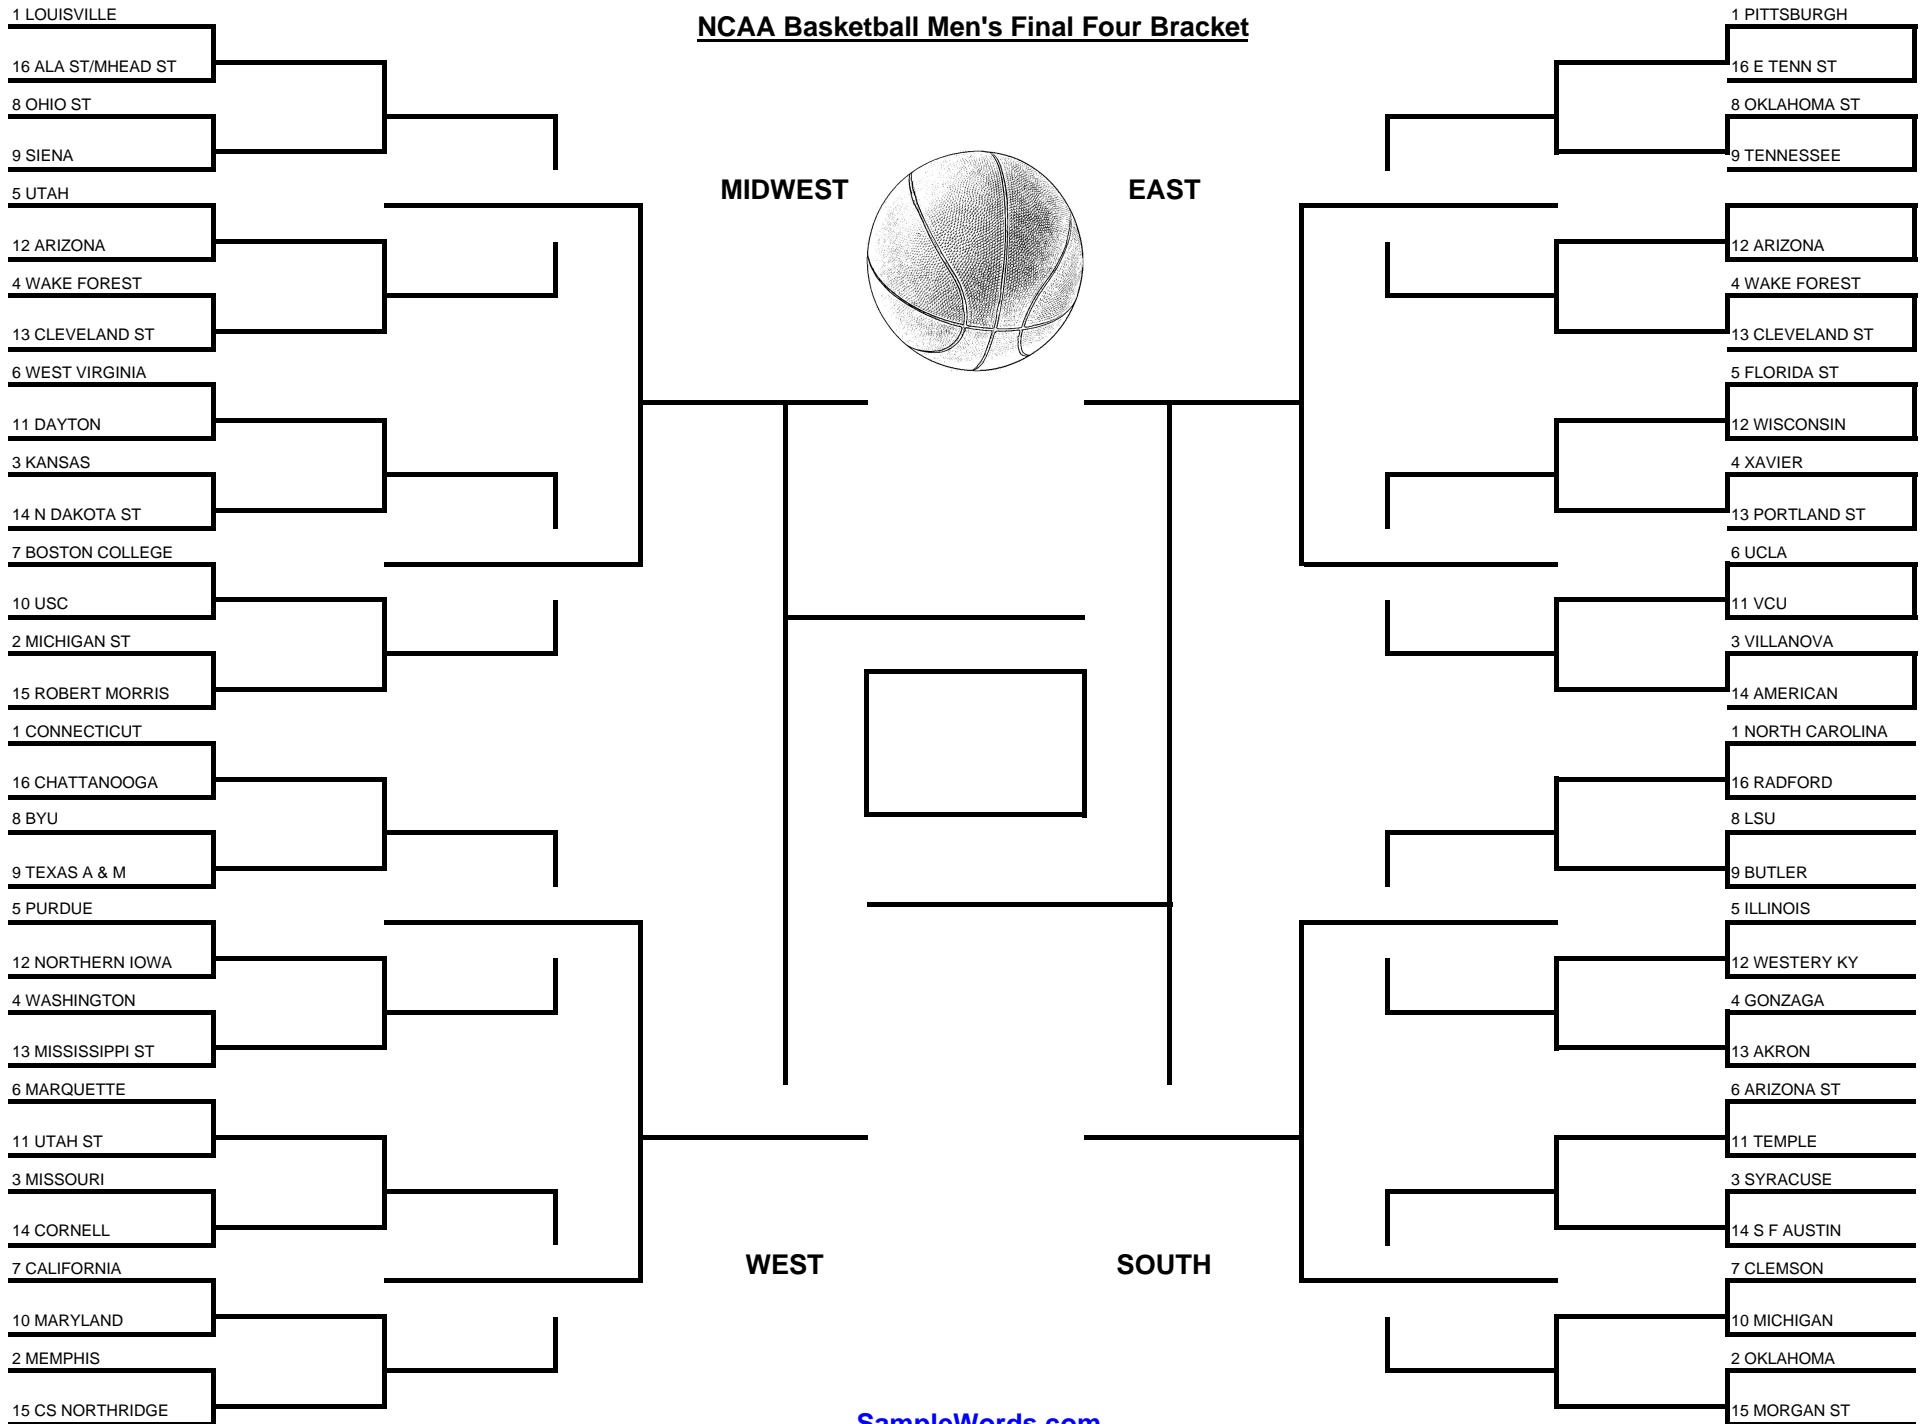 NCAA Basketball Men's Final Four Bracket
1 LOUISVILLE
16 ALA ST/MHEAD ST
8 OHIO ST
9 SIENA
5 UTAH
12 ARIZONA
4 WAKE FOREST
13 CLEVELAND ST
6 WEST VIRGINIA
11 DAYTON
3 KANSAS
14 N DAKOTA ST
7 BOSTON COLLEGE
10 USC
2 MICHIGAN ST
15 ROBERT MORRIS
1 CONNECTICUT
16 CHATTANOOGA
8 BYU
9 TEXAS A & M
5 PURDUE
12 NORTHERN IOWA
4 WASHINGTON
13 MISSISSIPPI ST
6 MARQUETTE
11 UTAH ST
3 MISSOURI
14 CORNELL
7 CALIFORNIA
10 MARYLAND
2 MEMPHIS
15 CS NORTHRIDGE
MIDWEST
EAST
WEST
SOUTH
1 PITTSBURGH
16 E TENN ST
8 OKLAHOMA ST
9 TENNESSEE
12 ARIZONA
4 WAKE FOREST
13 CLEVELAND ST
5 FLORIDA ST
12 WISCONSIN
4 XAVIER
13 PORTLAND ST
6 UCLA
11 VCU
3 VILLANOVA
14 AMERICAN
1 NORTH CAROLINA
16 RADFORD
8 LSU
9 BUTLER
5 ILLINOIS
12 WESTERY KY
4 GONZAGA
13 AKRON
6 ARIZONA ST
11 TEMPLE
3 SYRACUSE
14 S F AUSTIN
7 CLEMSON
10 MICHIGAN
2 OKLAHOMA
15 MORGAN ST
SampleWords.com